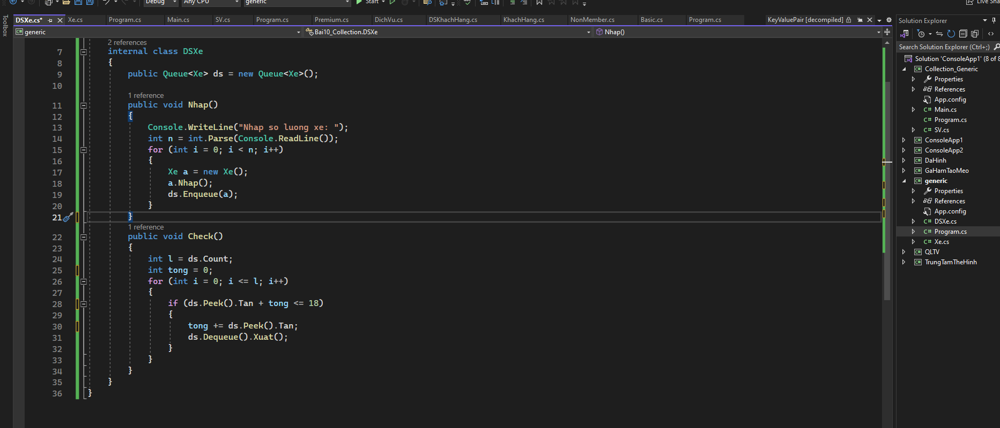 Debug Any CPU generic Start Live Sha
Toolbox
DSXe.cs* Xe.cs Program.cs Main.cs SV.cs Program.cs Premium.cs DichVu.cs DSKhachHang.cs KhachHang.cs NonMember.cs Basic.cs Program.cs KeyValuePair [decompiled]
generic Bai10_Collection.DSXe Nhap()
2 references
7 internal class DSXe
8 {
9 public Queue<Xe> ds = new Queue<Xe>();
10
1 reference
11 public void Nhap()
12 {
13 Console.WriteLine("Nhap so luong xe: ");
14 int n = int.Parse(Console.ReadLine());
15 for (int i = 0; i < n; i++)
16 {
17 Xe a = new Xe();
18 a.Nhap();
19 ds.Enqueue(a);
20 }
21 }
1 reference
22 public void Check()
23 {
24 int l = ds.Count;
25 int tong = 0;
26 for (int i = 0; i <= l; i++)
27 {
28 if (ds.Peek().Tan + tong <= 18)
29 {
30 tong += ds.Peek().Tan;
31 ds.Dequeue().Xuat();
32 }
33 }
34 }
35 }
36 }
Solution Explorer
Search Solution Explorer (Ctrl+;)
Solution 'ConsoleApp1' (8 of 8
C# Collection_Generic
Properties
References
App.config
C# Main.cs
C# Program.cs
C# SV.cs
C# ConsoleApp1
C# ConsoleApp2
C# DaHinh
C# GaHamTaoMeo
C# generic
Properties
References
App.config
C# DSXe.cs
C# Program.cs
C# Xe.cs
C# QLTV
C# TrungTamTheHinh